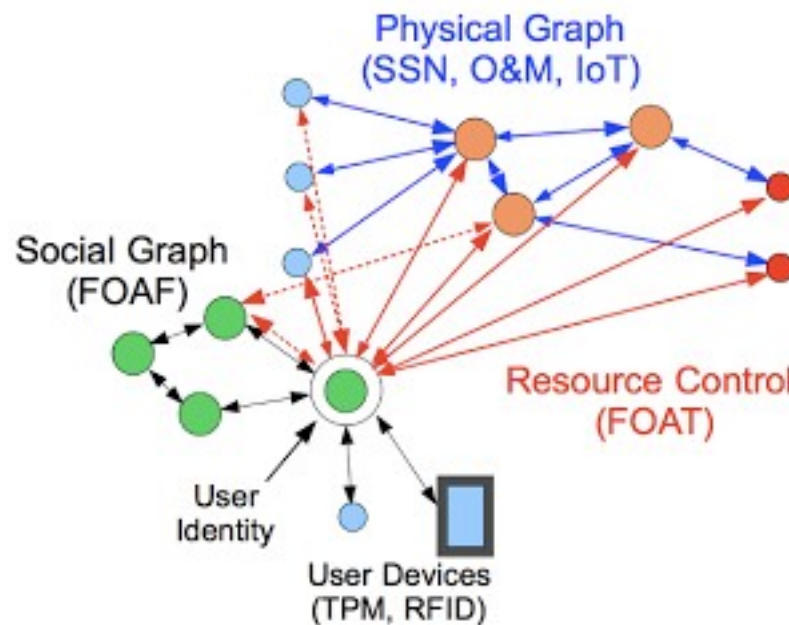 Physical Graph
(SSN, O&M, IoT)
Social Graph
(FOAF)
Resource Control
(FOAT)
User
Identity
User Devices
(TPM, RFID)